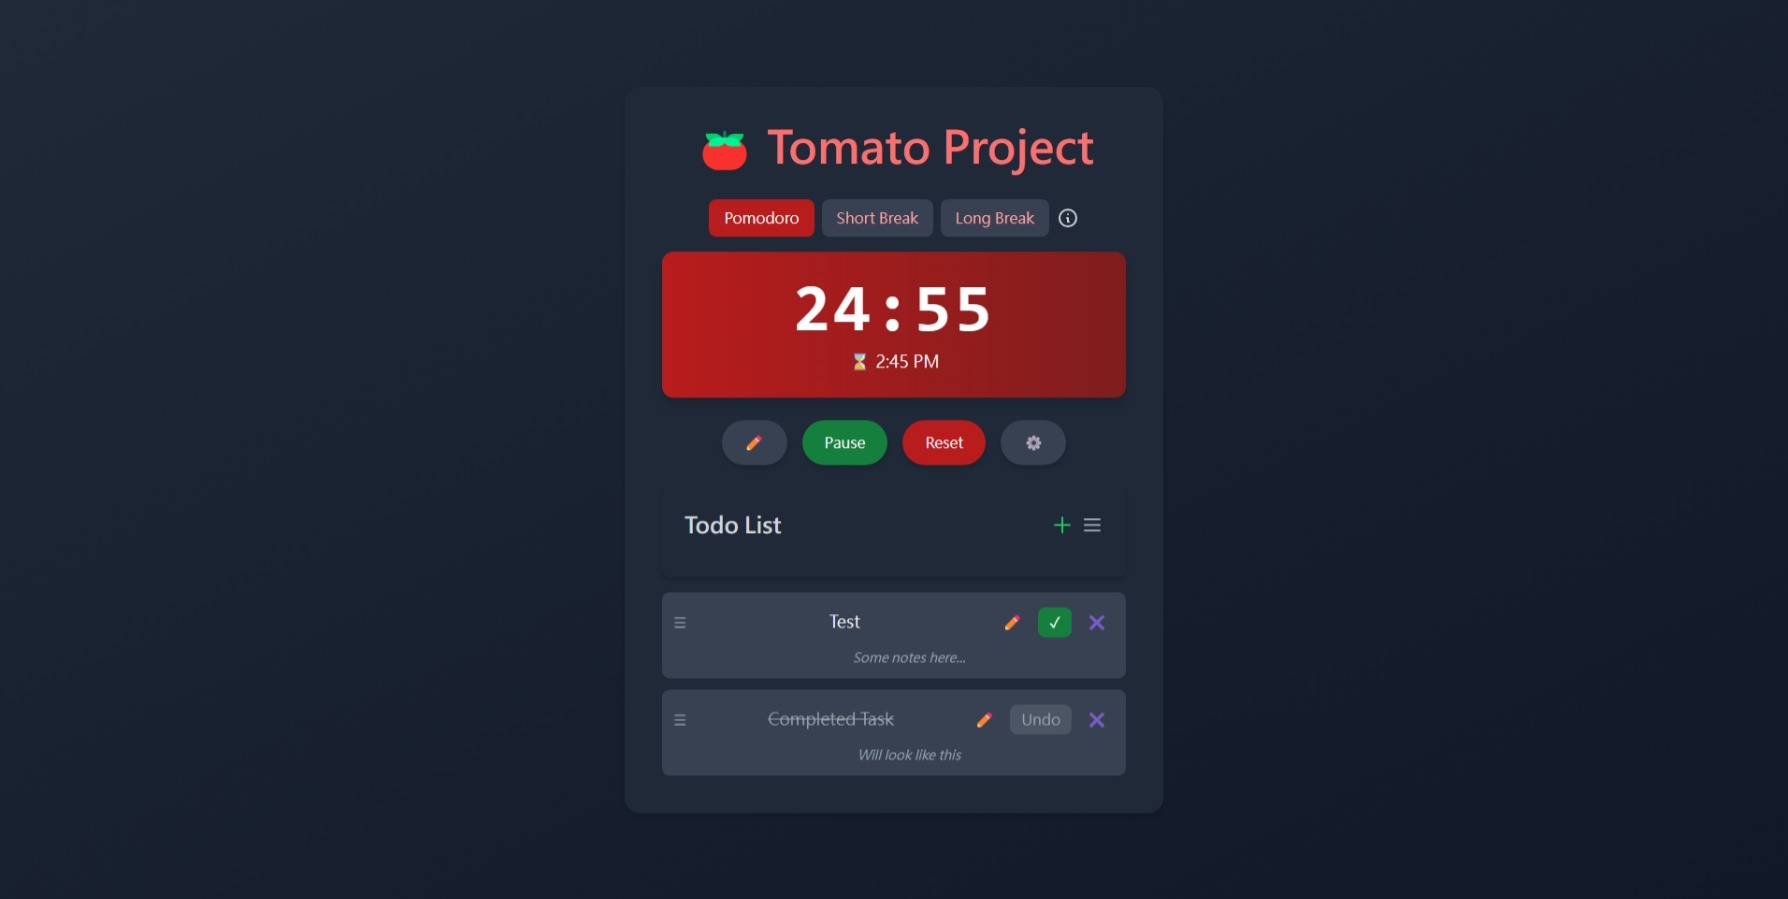 Tomato Project
Pomodoro Short Break Long Break
24:55
⏳ 2:45 PM
Pause Reset
Todo List
Test
Some notes here...
Completed Task Undo
Will look like this